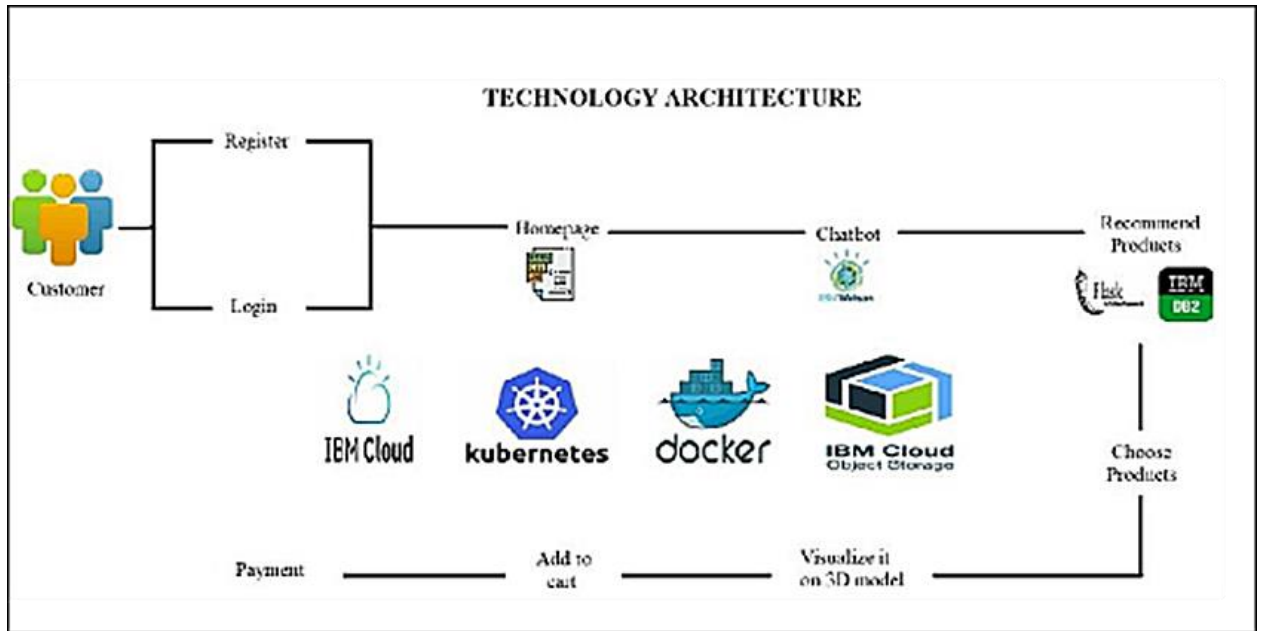 TECHNOLOGY ARCHITECTURE
Register
Customer
Login
Homepage
Chatbot
Recommend
Products
Flask
IBM
DB2
IBM Cloud
kubernetes
docker
IBM Cloud
Object Storage
Choose
Products
Payment
Add to
cart
Visualize it
on 3D model